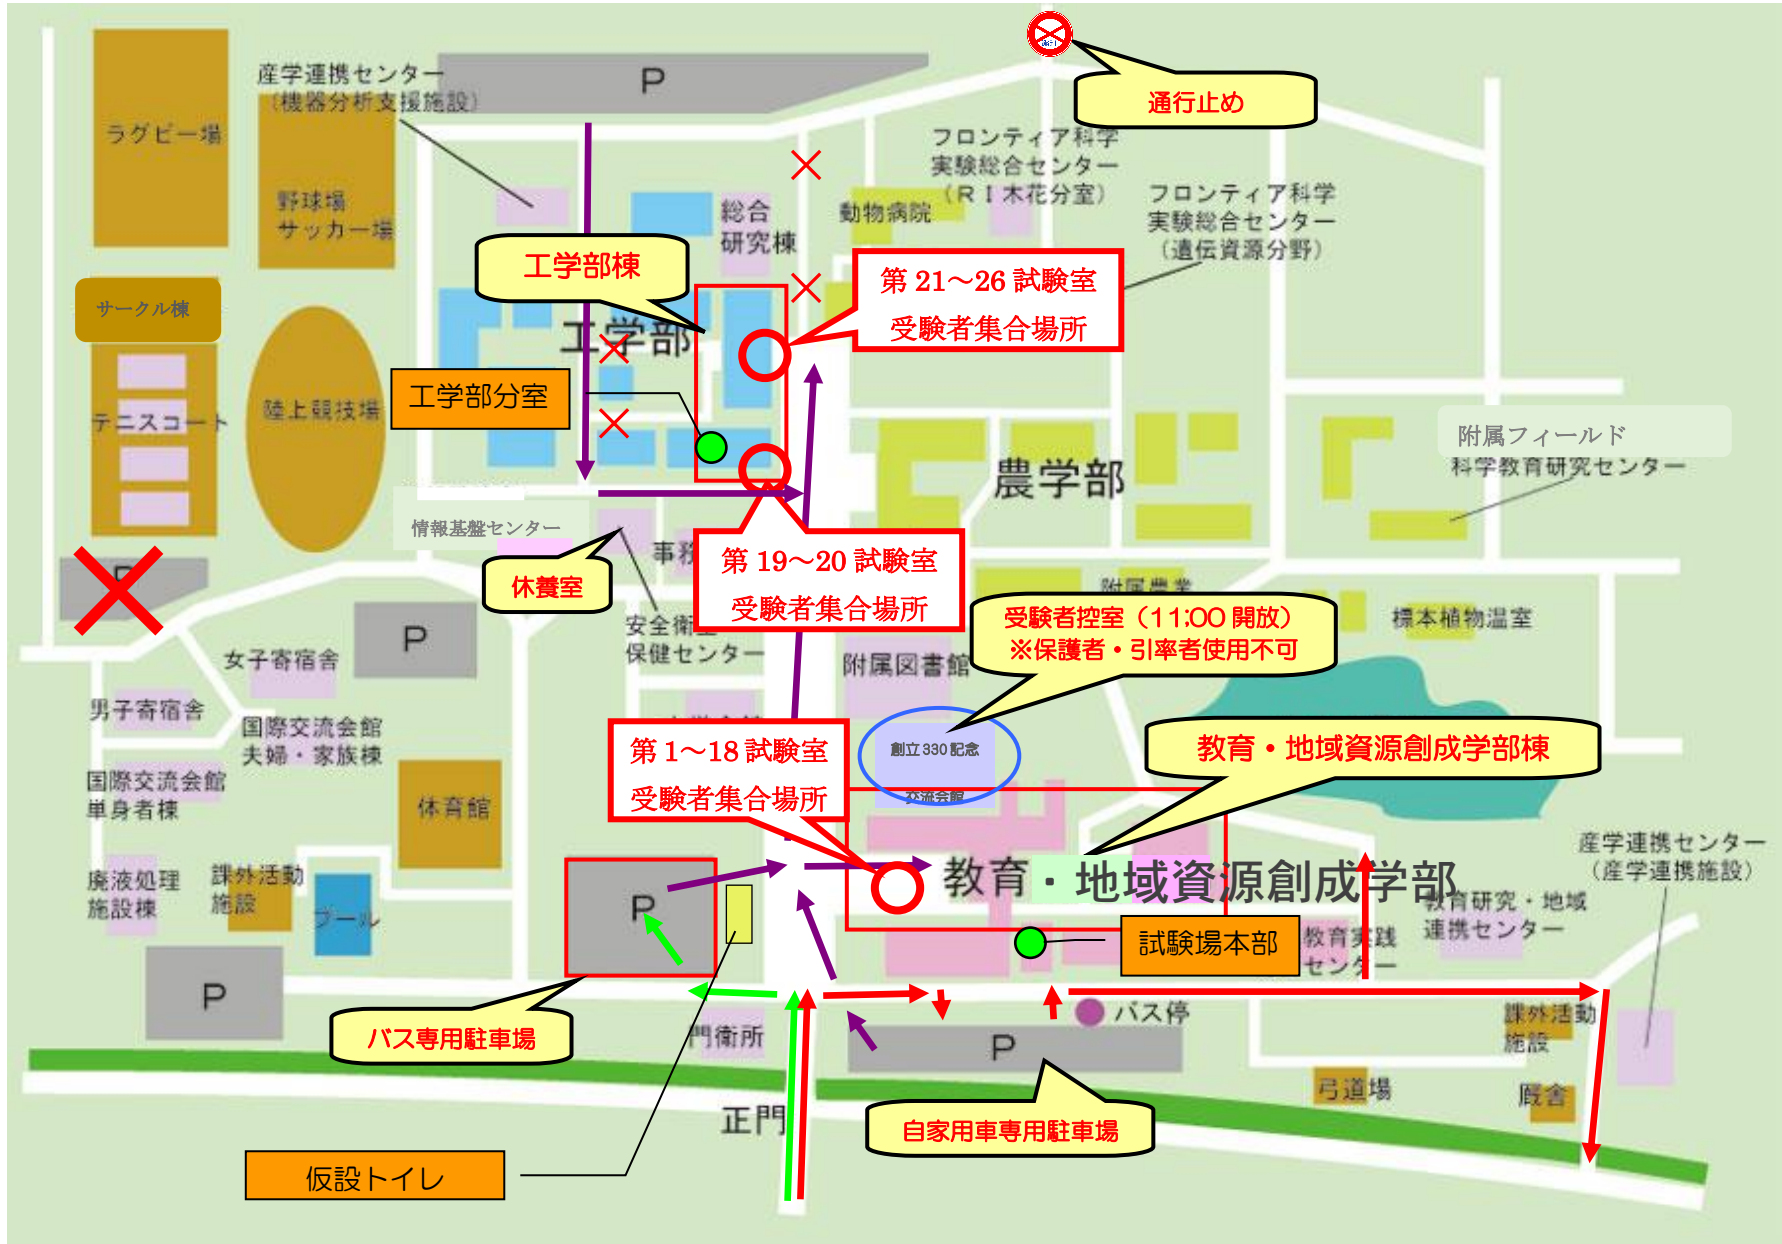 通行止め
P
産学連携センター
（機器分析支援施設）
ラグビー場
フロンティア科学
実験総合センター
（ＲＩ木花分室）
フロンティア科学
実験総合センター
（遺伝資源分野）
野球場
サッカー場
総合
研究棟
動物病院
工学部棟
第 21～26 試験室
受験者集合場所
サークル棟
工学部
工学部分室
陸上競技場
テニスコート
附属フィールド
科学教育研究センター
農学部
情報基盤センター
休養室
事務
第 19～20 試験室
受験者集合場所
附属農業
受験者控室（11:00 開放）
※保護者・引率者使用不可
標本植物温室
P
P
安全衛生
保健センター
附属図書館
女子寄宿舎
男子寄宿舎
国際交流会館
夫婦・家族棟
第 1～18 試験室
受験者集合場所
創立 330 記念
交流会館
教育・地域資源創成学部棟
国際交流会館
単身者棟
体育館
産学連携センター
（産学連携施設）
教育・地域資源創成学部
廃液処理
施設棟
課外活動
施設
プール
P
教育研究・地域
連携センター
試験場本部
教育実践
センター
P
バス停
課外活動
施設
バス専用駐車場
門衛所
P
弓道場
厩舎
正門
自家用車専用駐車場
仮設トイレ